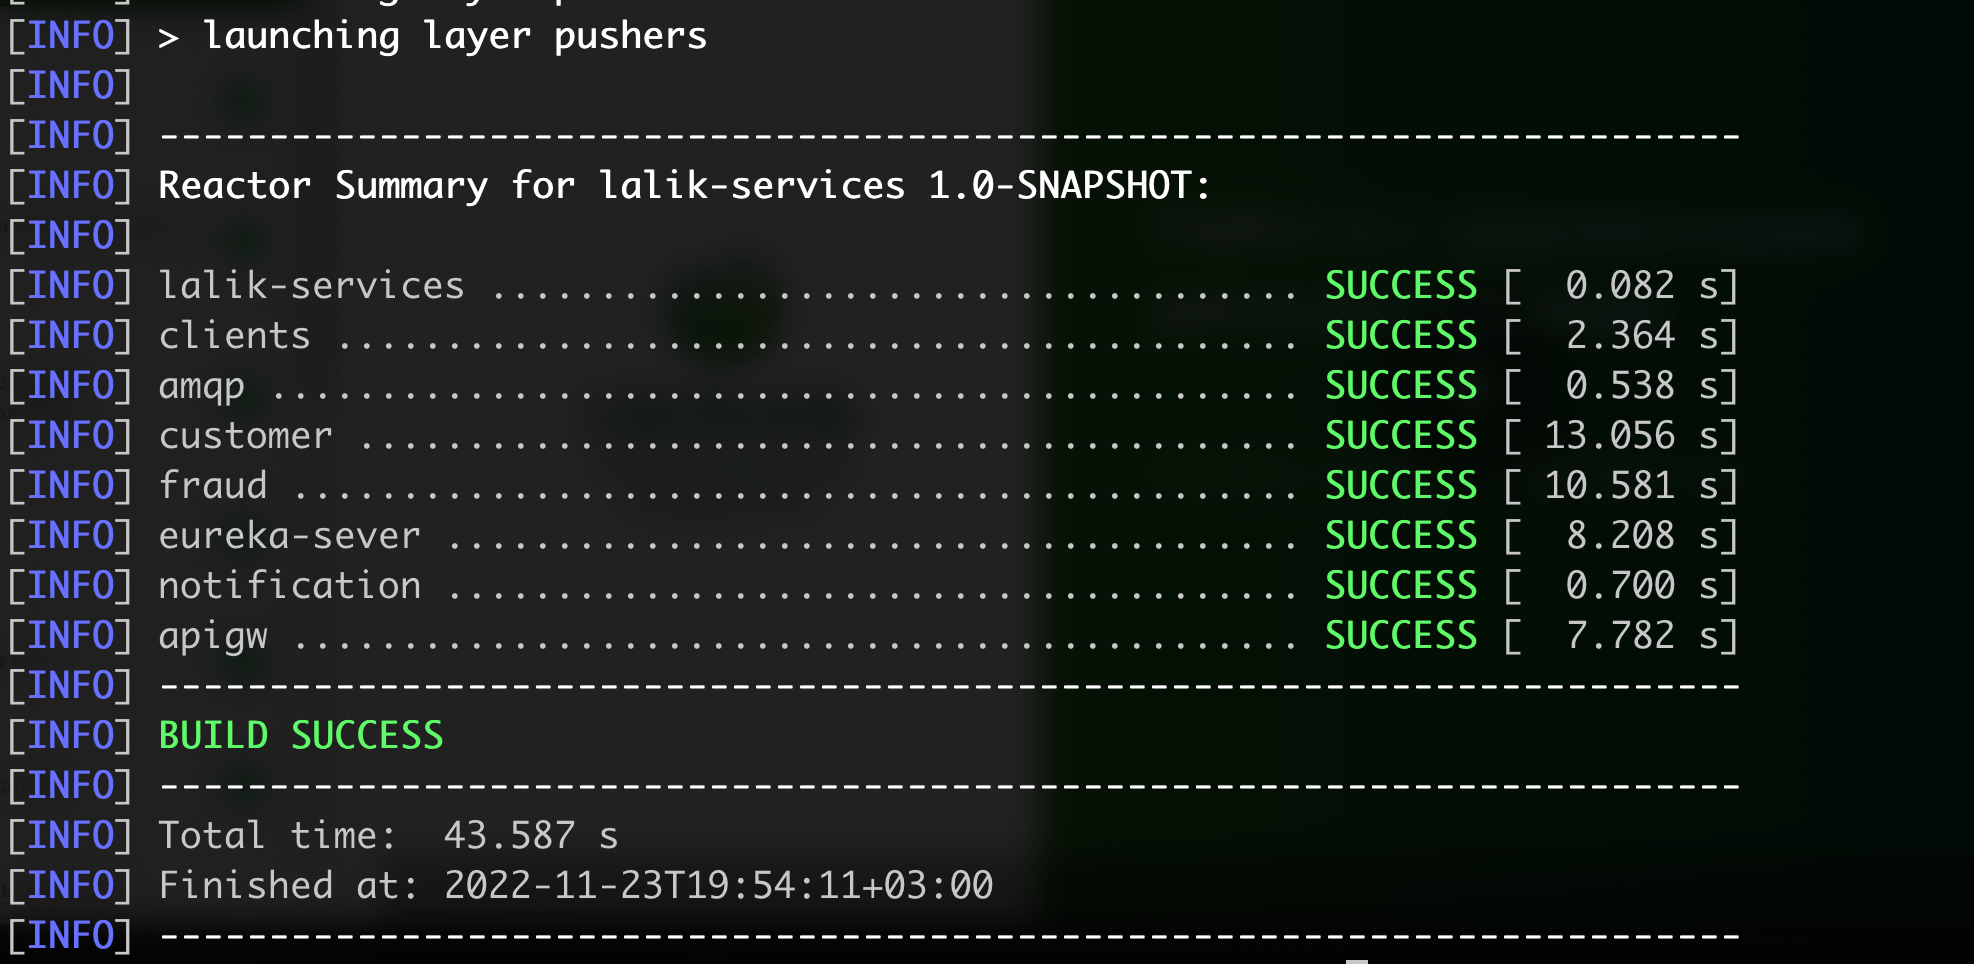 [INFO] > launching layer pushers
[INFO]
[INFO] ------------------------------------------------------------------------
[INFO] Reactor Summary for lalik-services 1.0-SNAPSHOT:
[INFO]
[INFO] lalik-services ..................................... SUCCESS [  0.082 s]
[INFO] clients ............................................ SUCCESS [  2.364 s]
[INFO] amqp ............................................... SUCCESS [  0.538 s]
[INFO] customer ........................................... SUCCESS [ 13.056 s]
[INFO] fraud .............................................. SUCCESS [ 10.581 s]
[INFO] eureka-sever ....................................... SUCCESS [  8.208 s]
[INFO] notification ....................................... SUCCESS [  0.700 s]
[INFO] apigw .............................................. SUCCESS [  7.782 s]
[INFO] ------------------------------------------------------------------------
[INFO] BUILD SUCCESS
[INFO] ------------------------------------------------------------------------
[INFO] Total time:  43.587 s
[INFO] Finished at: 2022-11-23T19:54:11+03:00
[INFO] ------------------------------------------------------------------------